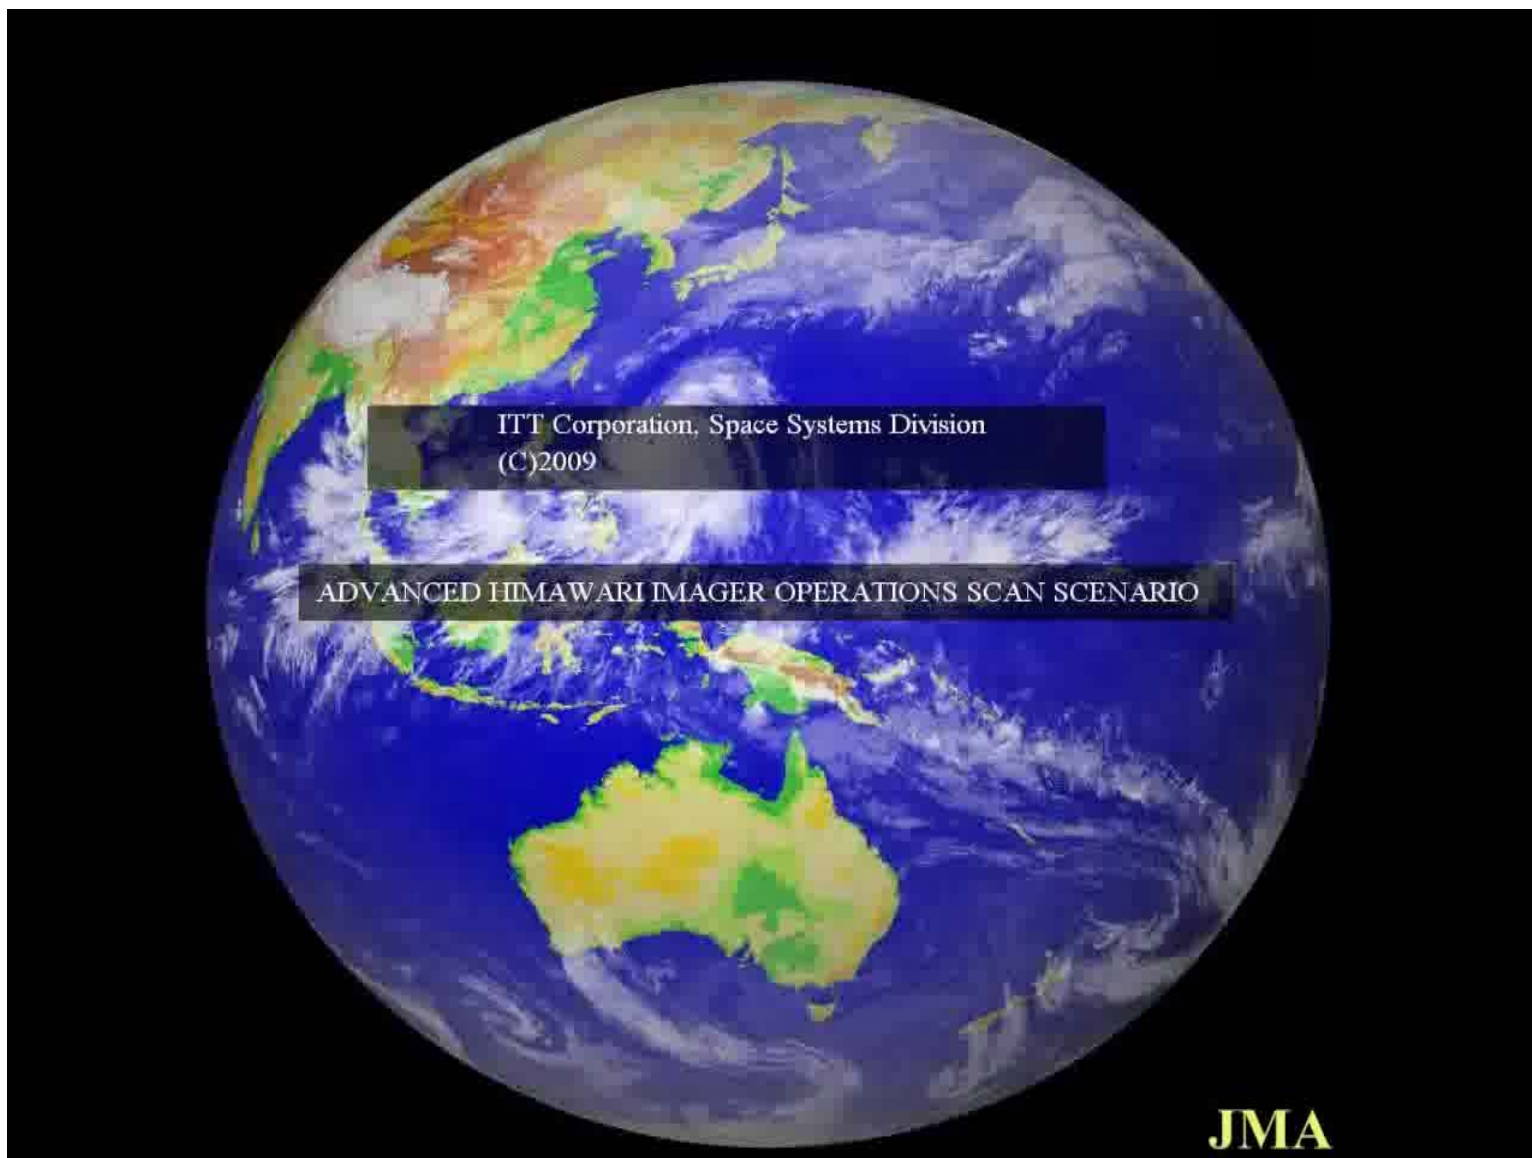 ITT Corporation, Space Systems Division
(C)2009
ADVANCED HIMAWARI IMAGER OPERATIONS SCAN SCENARIO
JMA